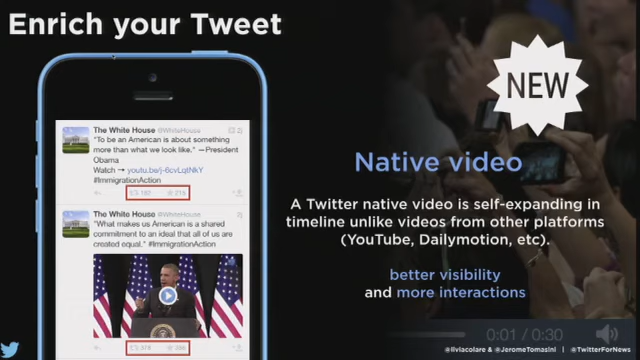 Enrich your Tweet
NEW
The White House @WhiteHouse
"To be an American is about something
more than what we look like." —President
Obama
Watch → youtu.be/j-6cvLqtNkY
#ImmigrationAction
The White House @WhiteHouse
"What makes us American is a shared
commitment to an ideal that all of us are
created equal." #ImmigrationAction
Native video
A Twitter native video is self-expanding in
timeline unlike videos from other platforms
(YouTube, Dailymotion, etc).
better visibility
and more interactions
0:01 / 0:30
@liviacolare & @JeromeTomasini | @TwitterForNews